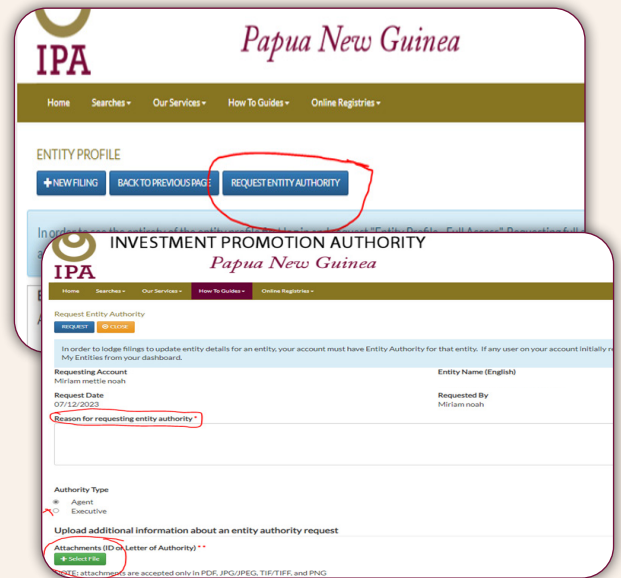 IPA
Papua New Guinea
Home Searches Our Services How To Guides Online Registries
ENTITY PROFILE
+NEW FILING BACK TO PREVIOUS PAGE REQUEST ENTITY AUTHORITY
IPA
INVESTMENT PROMOTION AUTHORITY
Papua New Guinea
Home Searches Our Services How To Guides Online Registries
Request Entity Authority
REQUEST CLOSE
In order to lodge filings to update entity details for an entity, your account must have Entity Authority for that entity. If any user on your account initially
My Entities from your dashboard.
Requesting Account Entity Name (English)
Miriam mettie noah
Request Date Requested By
07/12/2023 Miriam noah
Reason for requesting entity authority *
Authority Type
Agent
Executive
Upload additional information about an entity authority request
Attachments (ID or Letter of Authority) **
+ Select File
NOTE: attachments are accepted only in PDF, JPG/JPEG, TIF/TIFF, and PNG